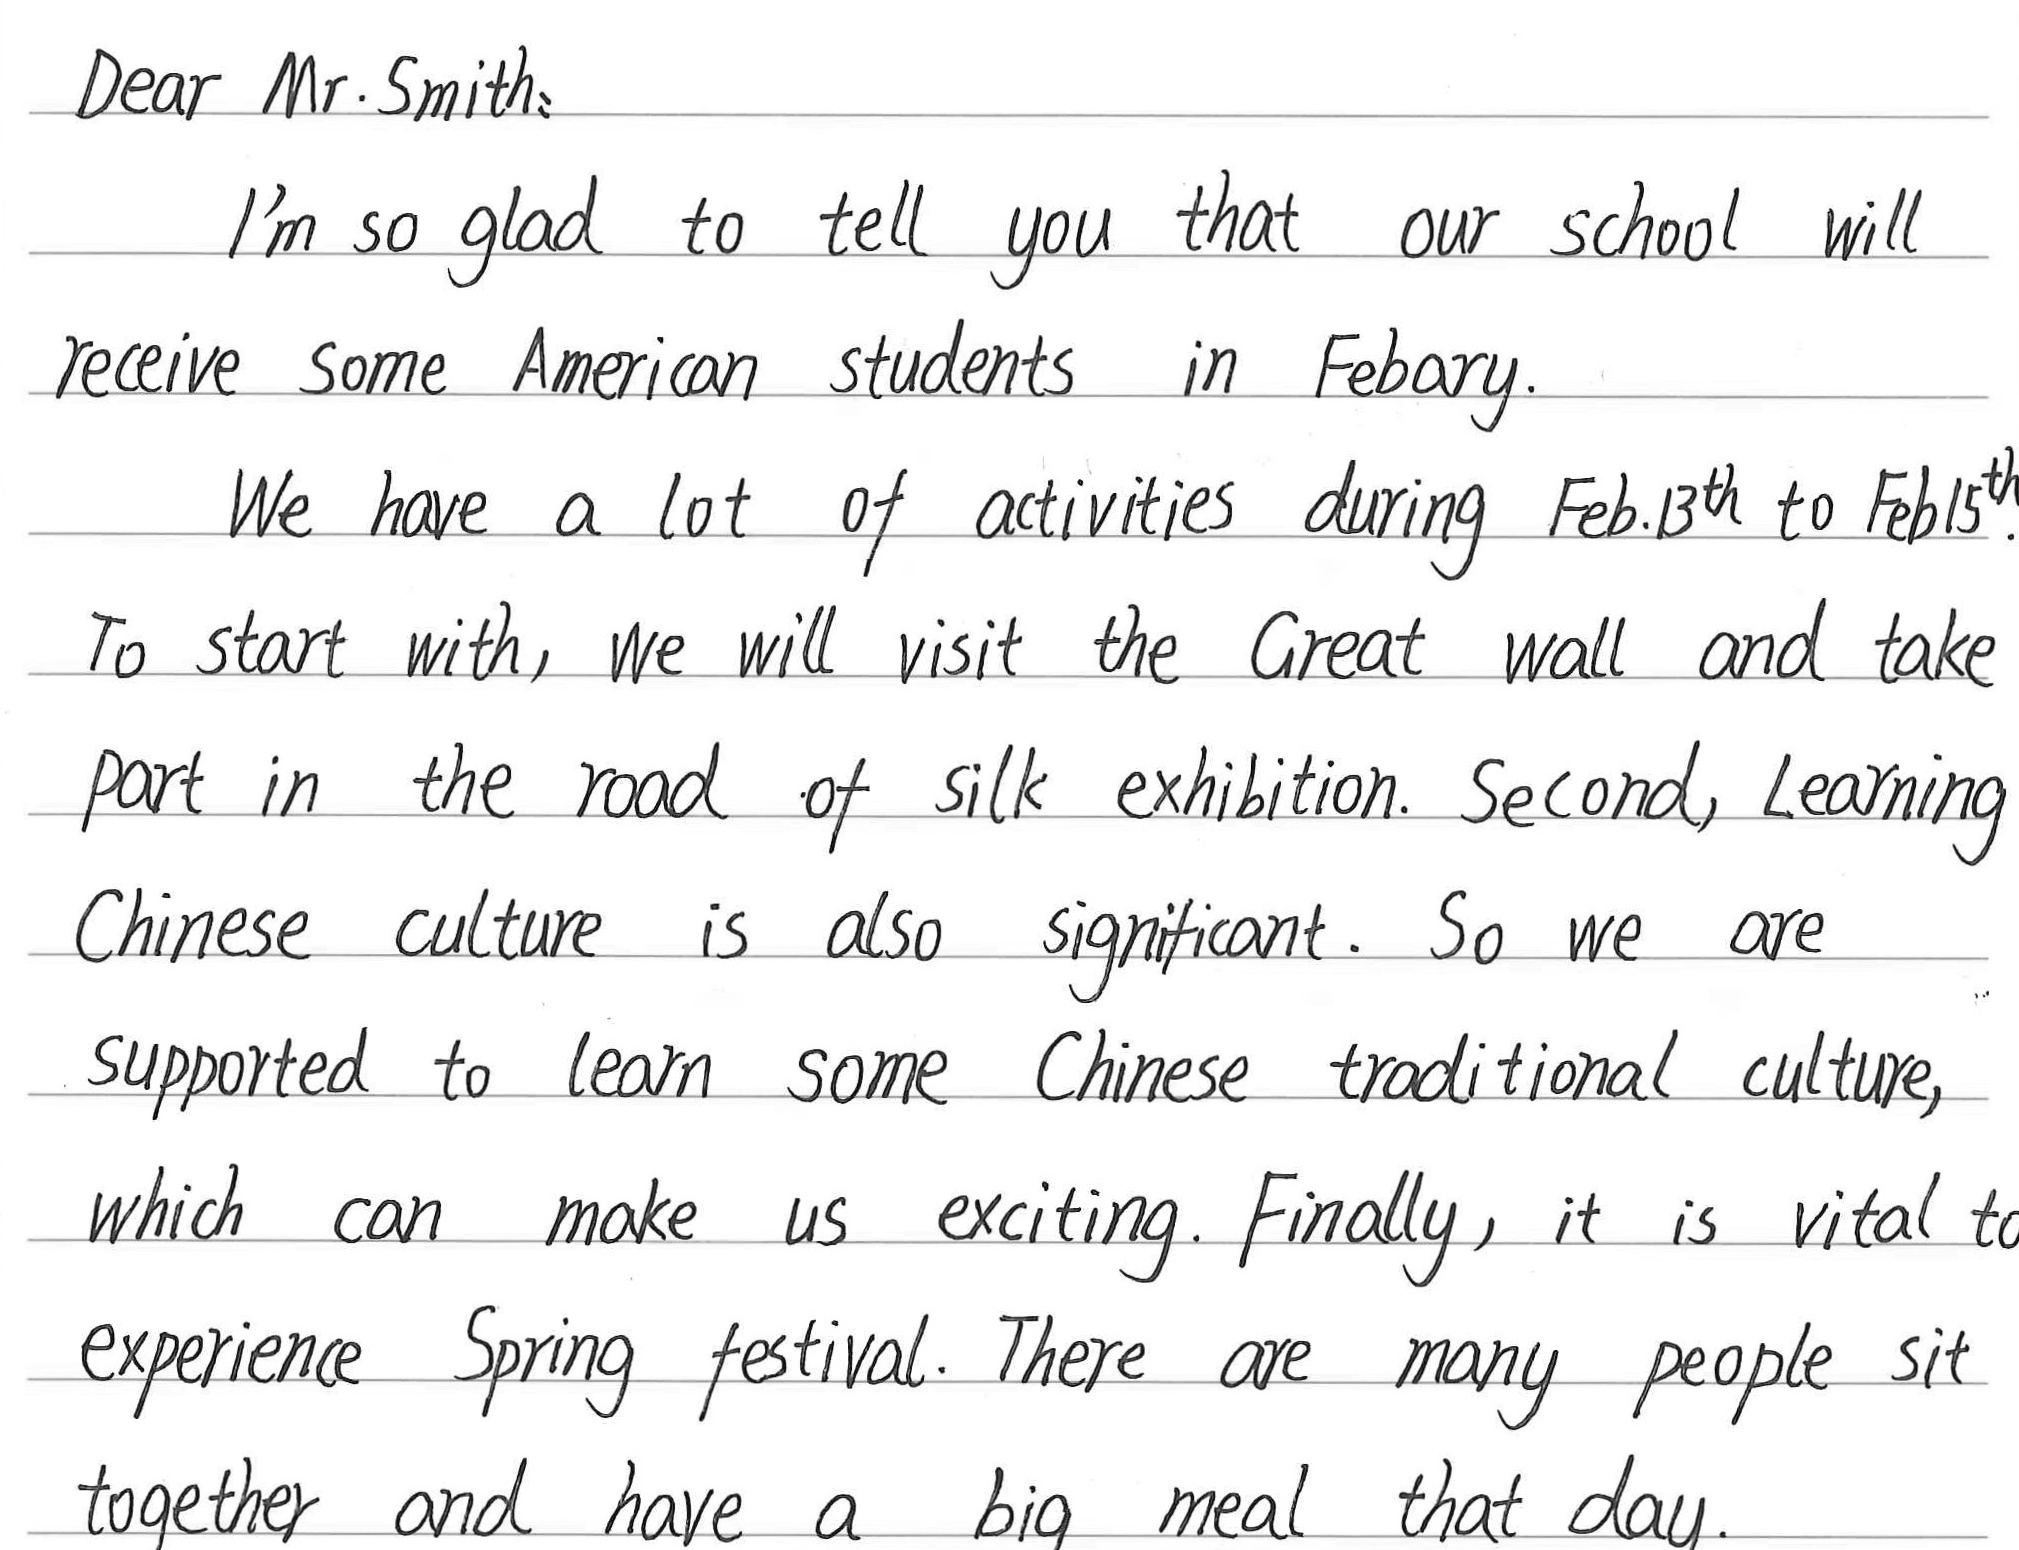 Dear Mr. Smith:
I'm so glad to tell you that our school will
receive some American students in Febary.
We have a lot of activities during Feb.13th to Feb15th.
To start with, we will visit the Great wall and take
part in the road of silk exhibition. Second, Learning
Chinese culture is also significant. So we are
supported to learn some Chinese traditional culture,
which can make us exciting. Finally, it is vital to
experience Spring festival. There are many people sit
together and have a big meal that day.